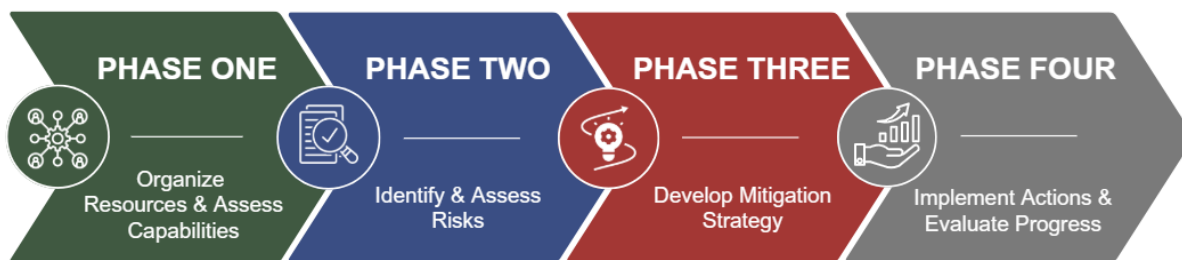 PHASE ONE
Organize
Resources & Assess
Capabilities
PHASE TWO
Identify & Assess
Risks
PHASE THREE
Develop Mitigation
Strategy
PHASE FOUR
Implement Actions &
Evaluate Progress